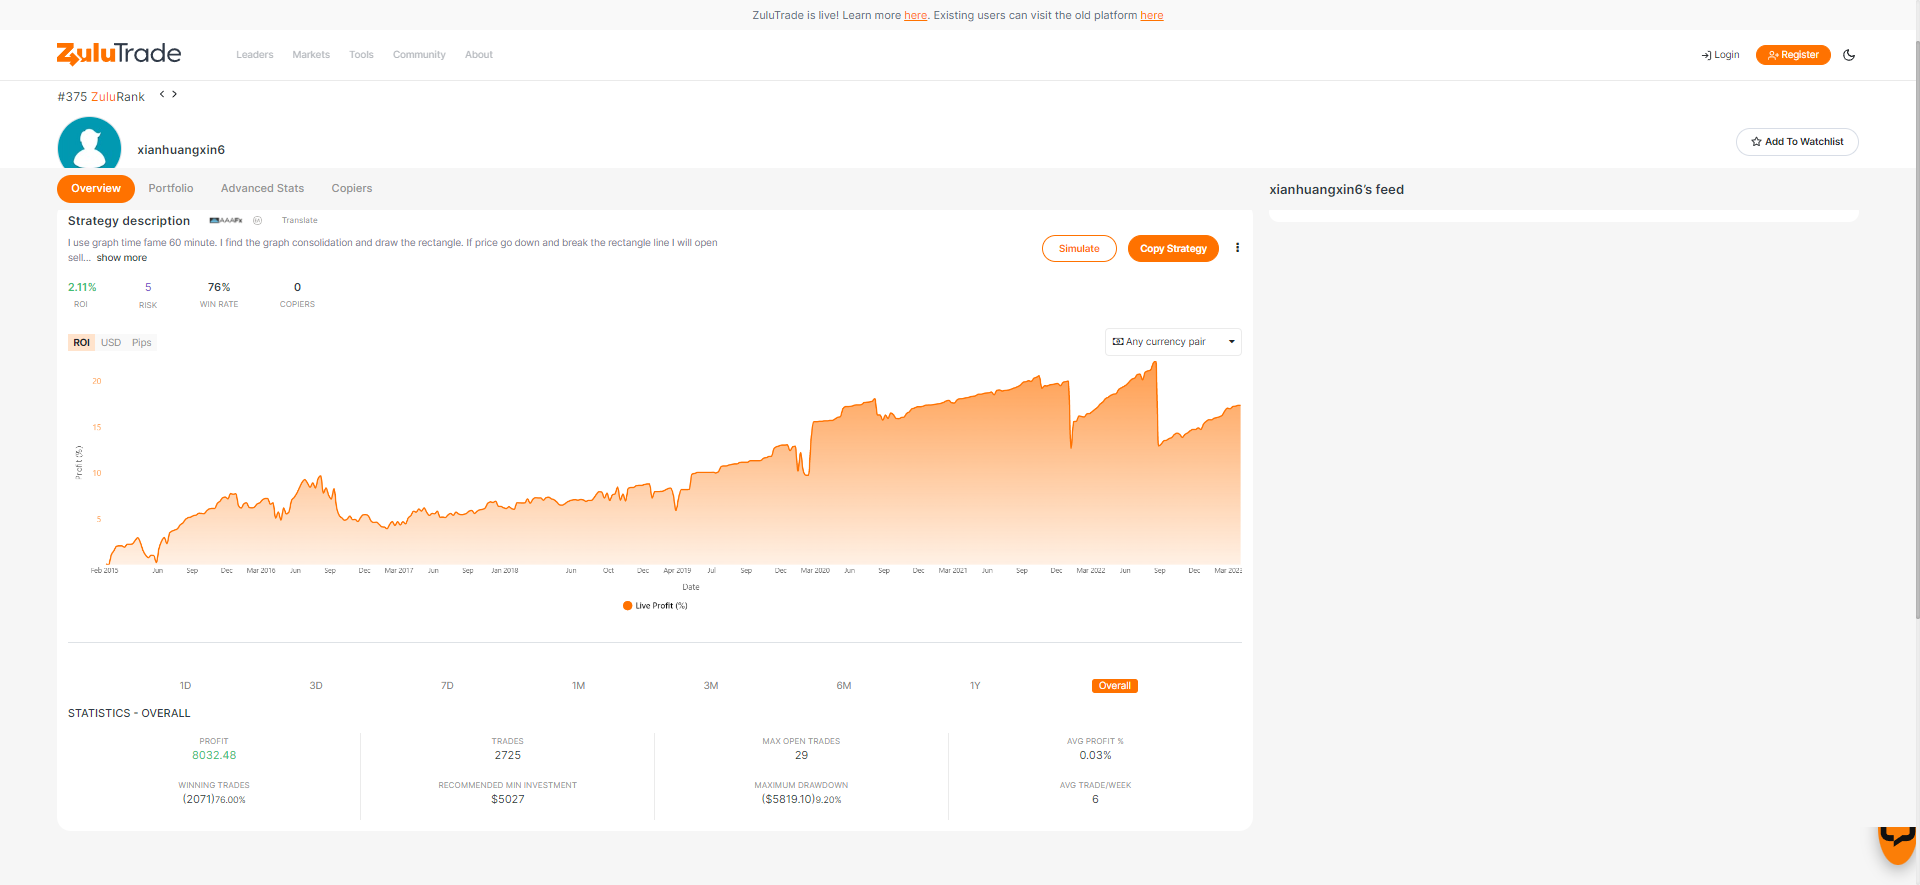 ZuluTrade is live! Learn more here. Existing users can visit the old platform here
ZuluTrade
Leaders Markets Tools Community About
Login Register
#375 ZuluRank
xianhuangxin6
Add To Watchlist
Overview Portfolio Advanced Stats Copiers
xianhuangxin6's feed
Strategy description AAAFx Translate
I use graph time fame 60 minute. I find the graph consolidation and draw the rectangle. If price go down and break the rectangle line I will open
sell... show more
Simulate Copy Strategy
2.11% 5 76% 0
ROI RISK WIN RATE COPIERS
ROI USD Pips
Any currency pair
20
15
10
5
Profit (%)
Feb 2015 Jun Sep Dec Mar 2016 Jun Sep Dec Mar 2017 Jun Sep Jan 2018 Jun Oct Dec Apr 2019 Jul Sep Dec Mar 2020 Jun Sep Dec Mar 2021 Jun Sep Dec Mar 2022 Jun Sep Dec Mar 2023
Date
Live Profit (%)
1D 3D 7D 1M 3M 6M 1Y Overall
STATISTICS - OVERALL
PROFIT TRADES MAX OPEN TRADES AVG PROFIT %
8032.48 2725 29 0.03%
WINNING TRADES RECOMMENDED MIN INVESTMENT MAXIMUM DRAWDOWN AVG TRADE/WEEK
(2071)76.00% $5027 ($5819.10)9.20% 6